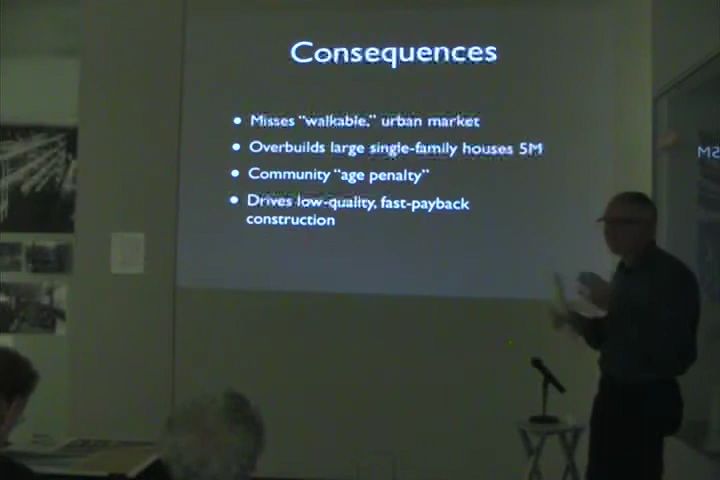 Consequences
• Misses "walkable," urban market
• Overbuilds large single-family houses 5M
• Community "age penalty"
• Drives low-quality, fast-payback
construction
M2